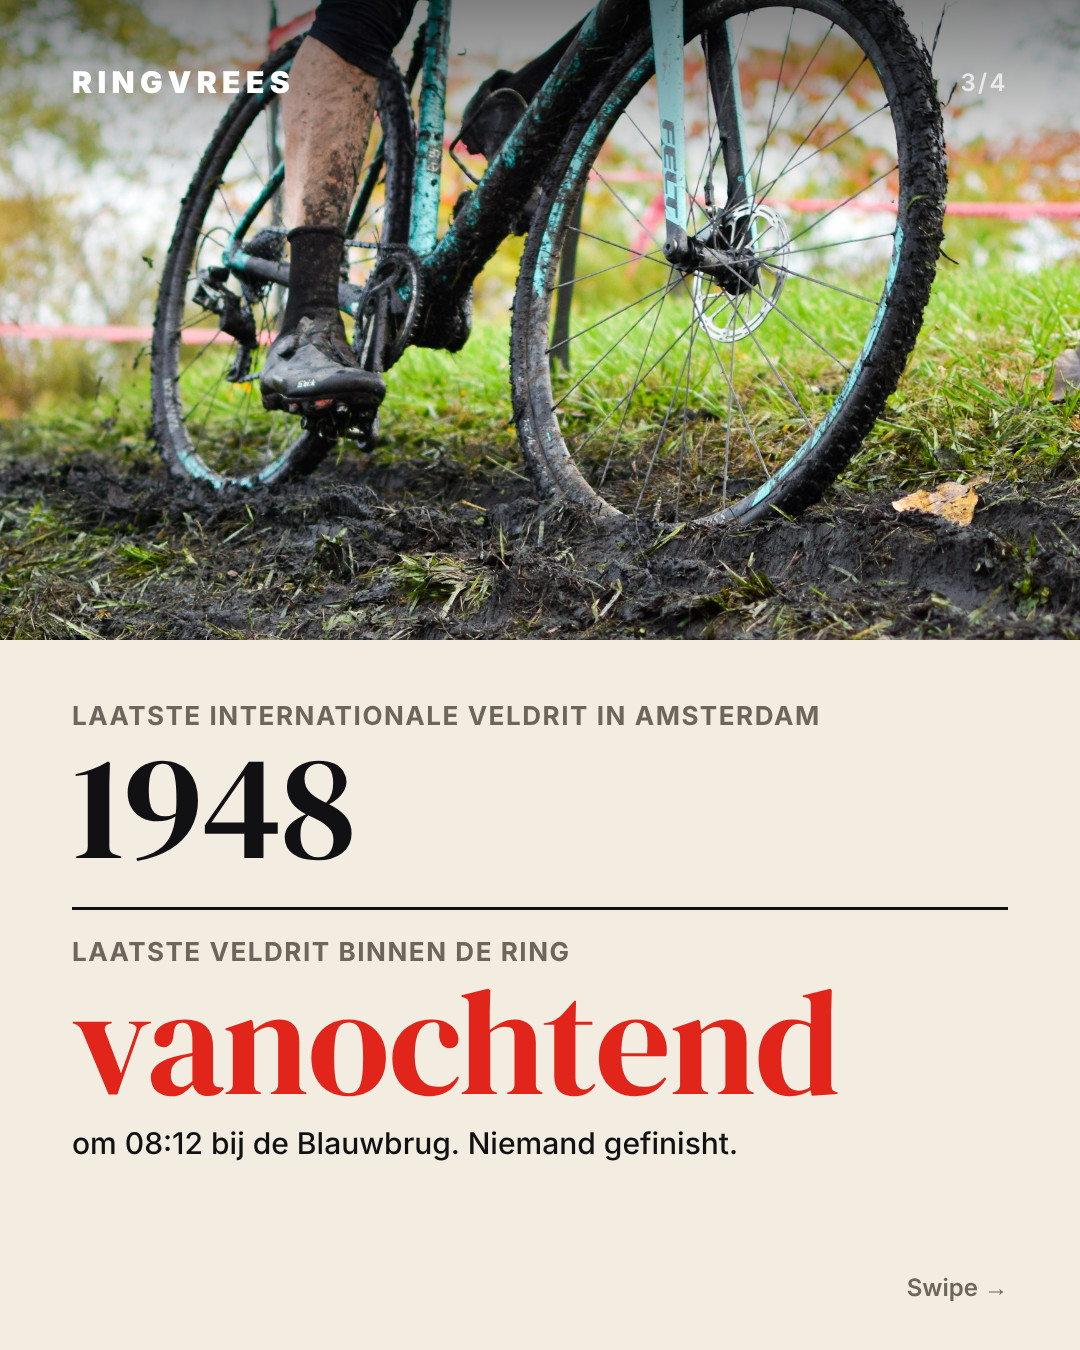 RINGVREES
3/4
FELT
LAATSTE INTERNATIONALE VELDRIT IN AMSTERDAM
1948
LAATSTE VELDRIT BINNEN DE RING
vanochtend
om 08:12 bij de Blauwbrug. Niemand gefinisht.
Swipe →